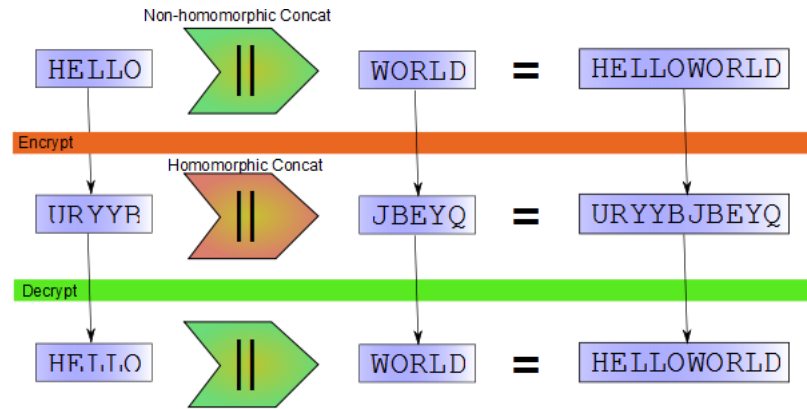 Non-homomorphic Concat
HELLO || WORLD = HELLOWORLD
Encrypt
Homomorphic Concat
URYYB || JBEYQ = URYYBJBEYQ
Decrypt
HELLO || WORLD = HELLOWORLD